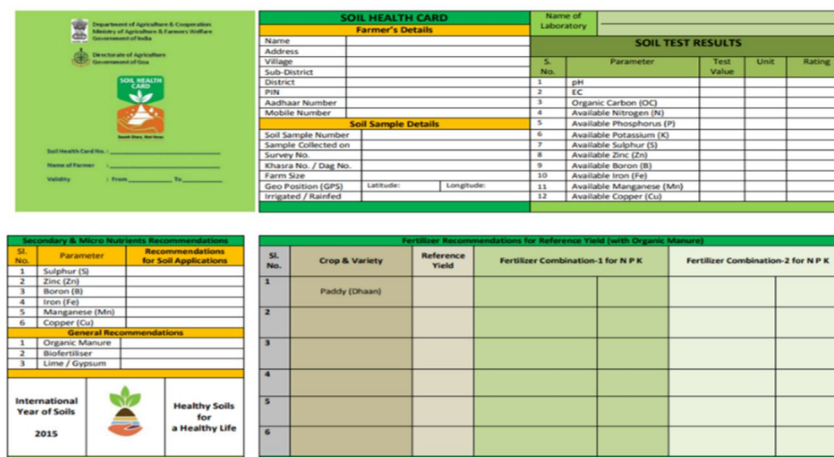 Department of Agriculture & Cooperation
Ministry of Agriculture & Farmers Welfare
Government of India
Directorate of Agriculture
Government of Goa
SOIL HEALTH
CARD
Soil Health Card No. :
Name of Farmer :
Validity : From To
SOIL HEALTH CARD
Farmer's Details
Name
Address
Village
Sub-District
District
PIN
Aadhaar Number
Mobile Number
Soil Sample Details
Soil Sample Number
Sample Collected on
Survey No.
Khasra No. / Dag No.
Farm Size
Geo Position (GPS) Latitude: Longitude:
Irrigated / Rainfed
Name of
Laboratory
SOIL TEST RESULTS
S. No. Parameter Test Value Unit Rating
1 pH
2 EC
3 Organic Carbon (OC)
4 Available Nitrogen (N)
5 Available Phosphorus (P)
6 Available Potassium (K)
7 Available Sulphur (S)
8 Available Zinc (Zn)
9 Available Boron (B)
10 Available Iron (Fe)
11 Available Manganese (Mn)
12 Available Copper (Cu)
Secondary & Micro Nutrients Recommendations
Sl. No. Parameter Recommendations for Soil Applications
1 Sulphur (S)
2 Zinc (Zn)
3 Boron (B)
4 Iron (Fe)
5 Manganese (Mn)
6 Copper (Cu)
General Recommendations
1 Organic Manure
2 Biofertiliser
3 Lime / Gypsum
International
Year of Soils
2015
Healthy Soils
for
a Healthy Life
Fertilizer Recommendations for Reference Yield (with Organic Manure)
Sl. No. Crop & Variety Reference Yield Fertilizer Combination-1 for N P K Fertilizer Combination-2 for N P K
1 Paddy (Dhaan)
2
3
4
5
6